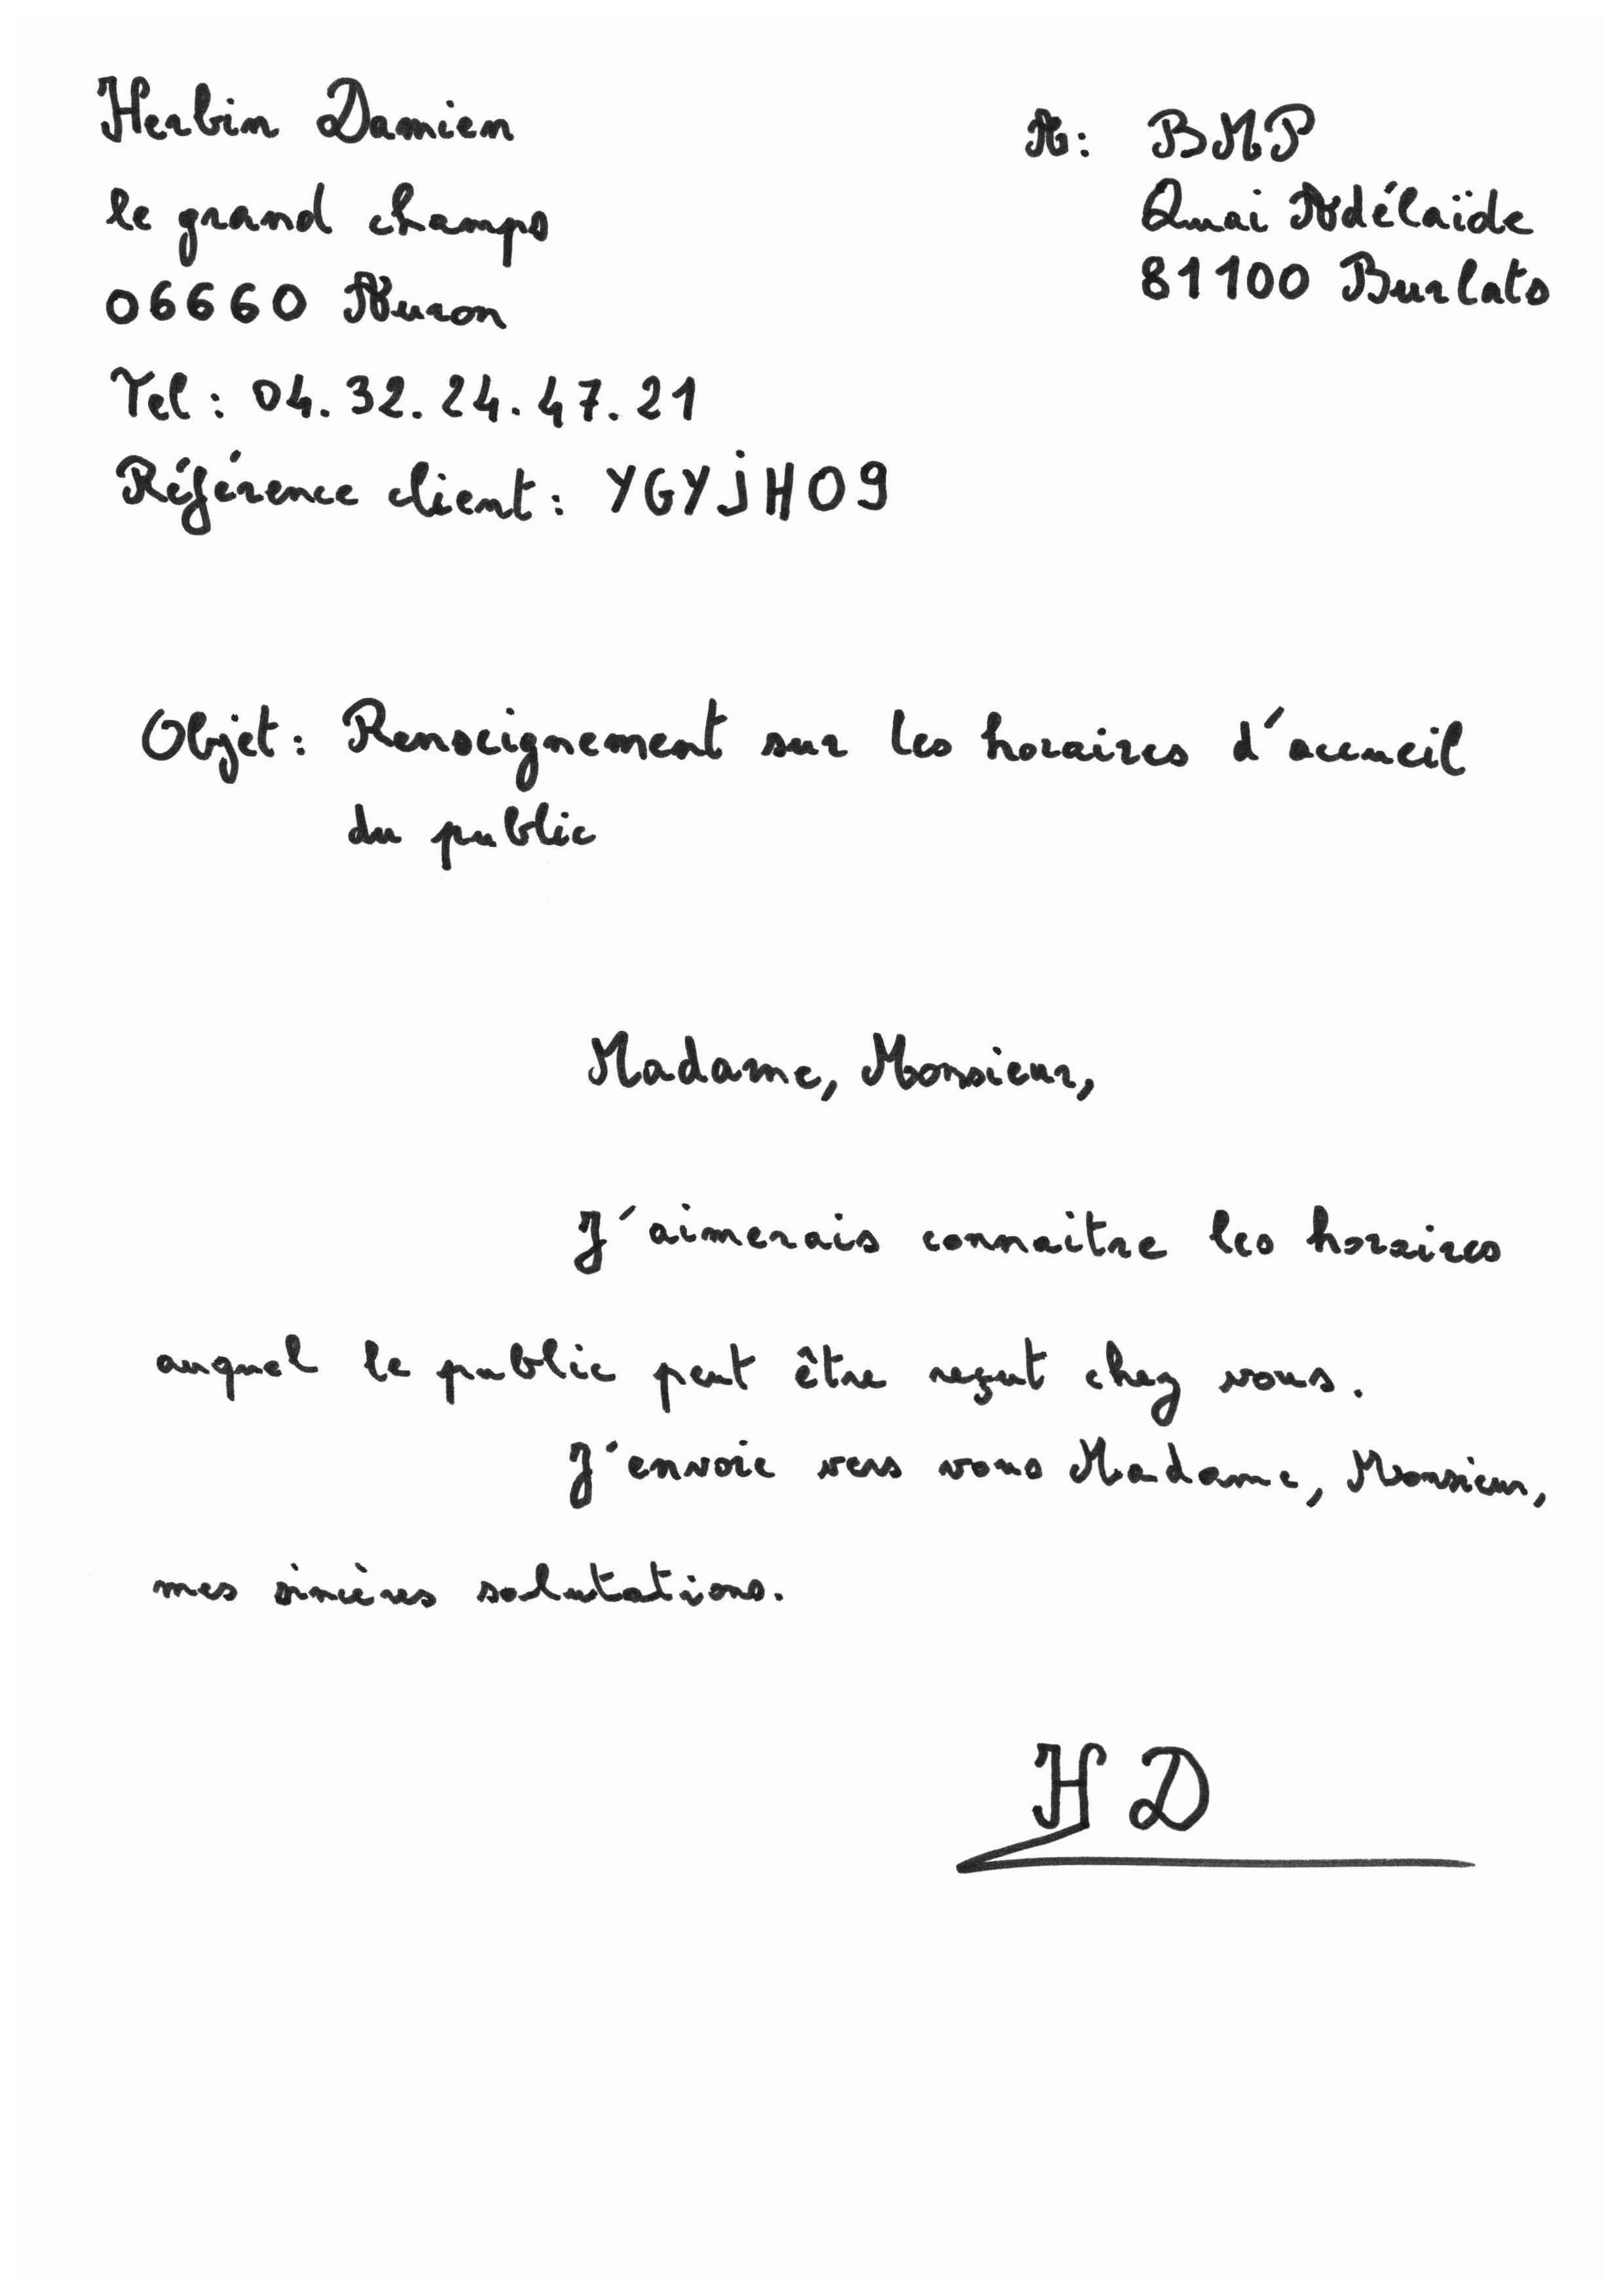 Herbin Damien
le grand champs
06660 Auron
Tel : 04.32.24.47.21
Référence client : YGYJH09
A : BMP
Quai Adélaïde
81100 Burlats
Objet : Renseignement sur les horaires d'accueil
du public
Madame, Monsieur,
J'aimerais connaitre les horaires
auquel le public peut être reçut chez vous.
J'envoie vers vous Madame, Monsieur,
mes sincères salutations.
HD